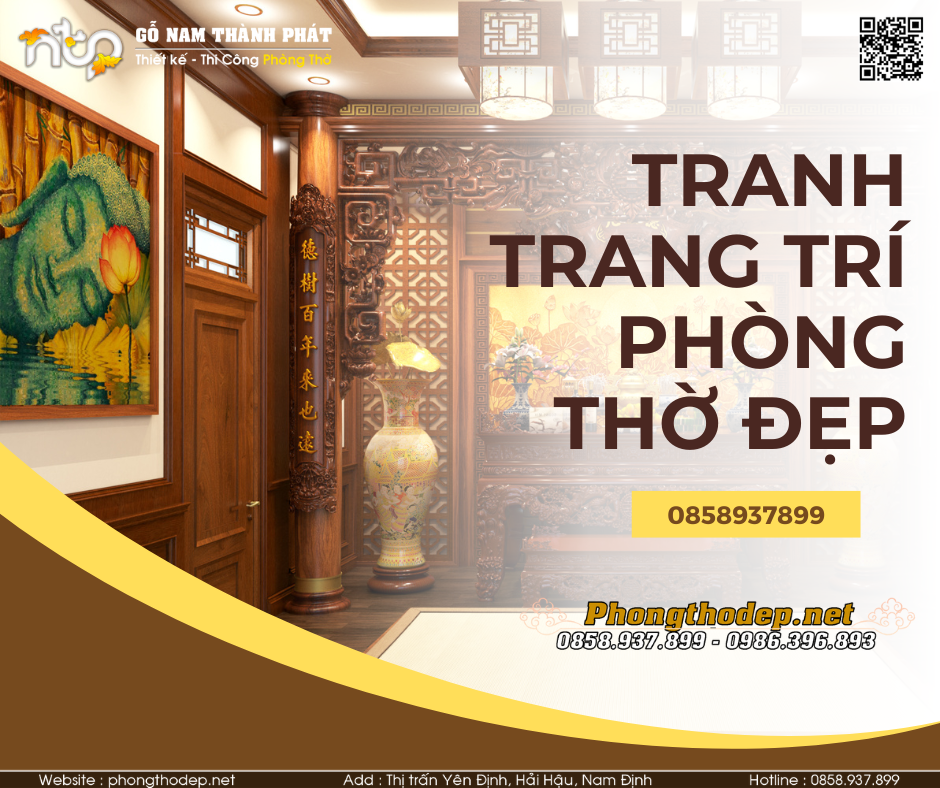 ntp
GỖ NAM THÀNH PHÁT
Thiết kế - Thi Công Phòng Thờ
TRANH
TRANG TRÍ
PHÒNG
THỜ ĐẸP
0858937899
德樹百年來也遠
Phongthodep.net
0858.937.899 - 0986.396.893
Website : phongthodep.net
Add : Thị trấn Yên Định, Hải Hậu, Nam Định
Hotline : 0858.937.899